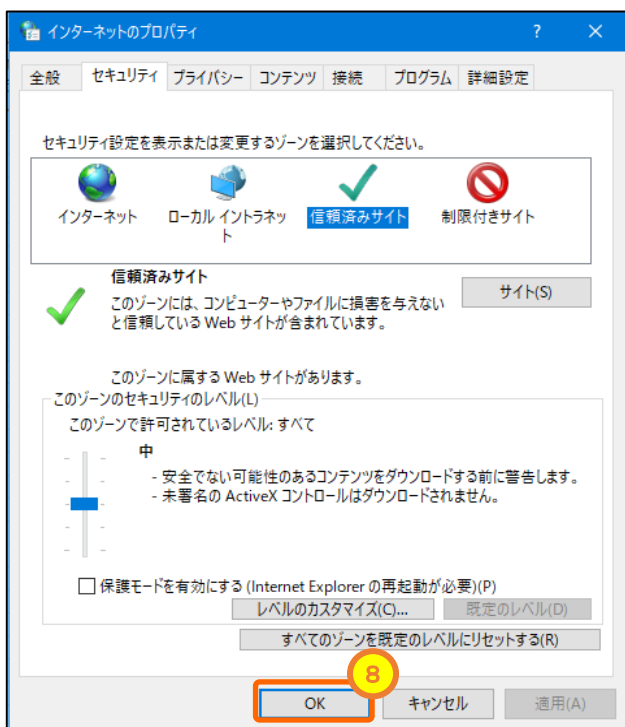 インターネットのプロパティ ? ×
全般 セキュリティ プライバシー コンテンツ 接続 プログラム 詳細設定
セキュリティ設定を表示または変更するゾーンを選択してください。
インターネット ローカル イントラネッ 信頼済みサイト 制限付きサイト
ト
信頼済みサイト
サイト(S)
このゾーンには、コンピューターやファイルに損害を与えない
と信頼している Web サイトが含まれています。
このゾーンに属する Web サイトがあります。
このゾーンのセキュリティのレベル(L)
このゾーンで許可されているレベル: すべて
中
- 安全でない可能性のあるコンテンツをダウンロードする前に警告します。
- 未署名の ActiveX コントロールはダウンロードされません。
保護モードを有効にする (Internet Explorer の再起動が必要)(P)
レベルのカスタマイズ(C)... 既定のレベル(D)
すべてのゾーンを既定のレベルにリセットする(R)
8
OK キャンセル 適用(A)